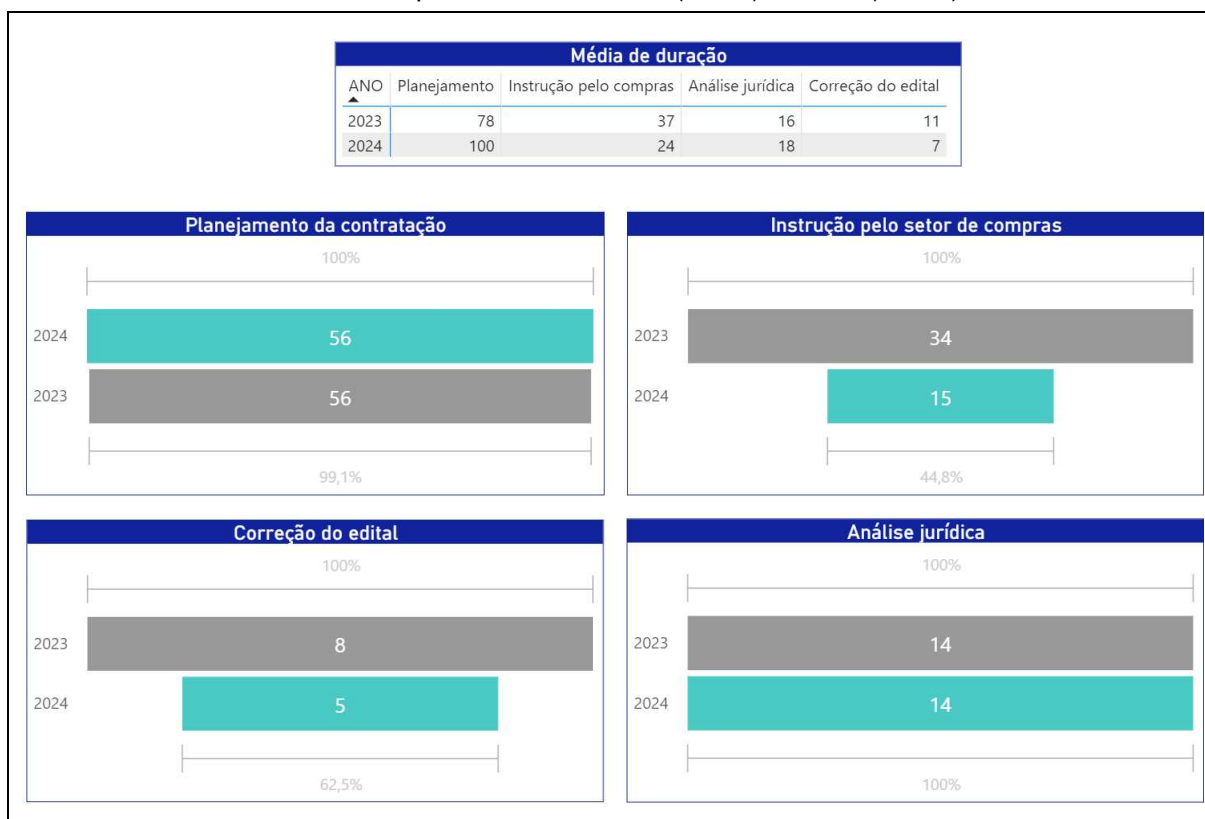 Média de duração
ANO Planejamento Instrução pelo compras Análise jurídica Correção do edital
2023 78 37 16 11
2024 100 24 18 7
Planejamento da contratação
100%
2024 56
2023 56
99,1%
Instrução pelo setor de compras
100%
2023 34
2024 15
44,8%
Correção do edital
100%
2023 8
2024 5
62,5%
Análise jurídica
100%
2023 14
2024 14
100%